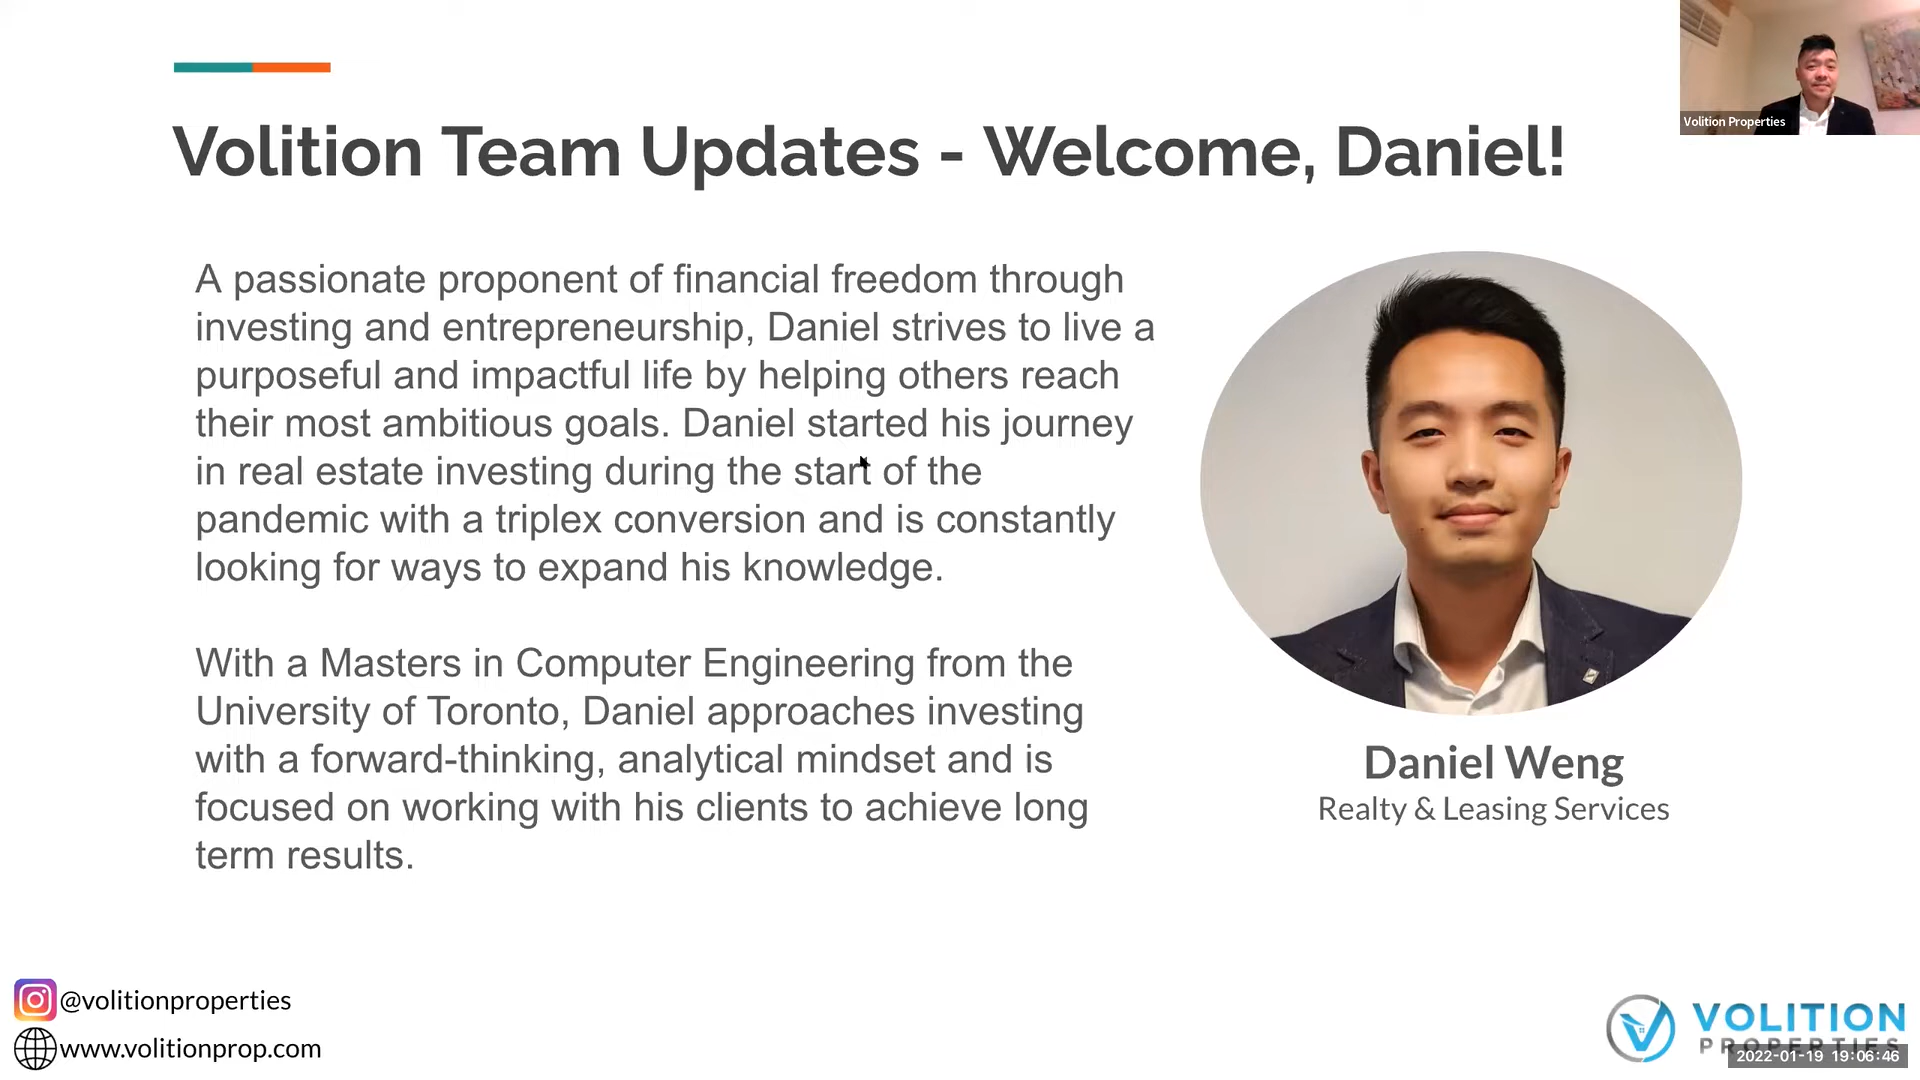 Volition Properties
Volition Team Updates - Welcome, Daniel!
A passionate proponent of financial freedom through
investing and entrepreneurship, Daniel strives to live a
purposeful and impactful life by helping others reach
their most ambitious goals. Daniel started his journey
in real estate investing during the start of the
pandemic with a triplex conversion and is constantly
looking for ways to expand his knowledge.
With a Masters in Computer Engineering from the
University of Toronto, Daniel approaches investing
with a forward-thinking, analytical mindset and is
focused on working with his clients to achieve long
term results.
Daniel Weng
Realty & Leasing Services
@volitionproperties
www.volitionprop.com
VOLITION
PROPERTIES
2022-01-19 19:06:46